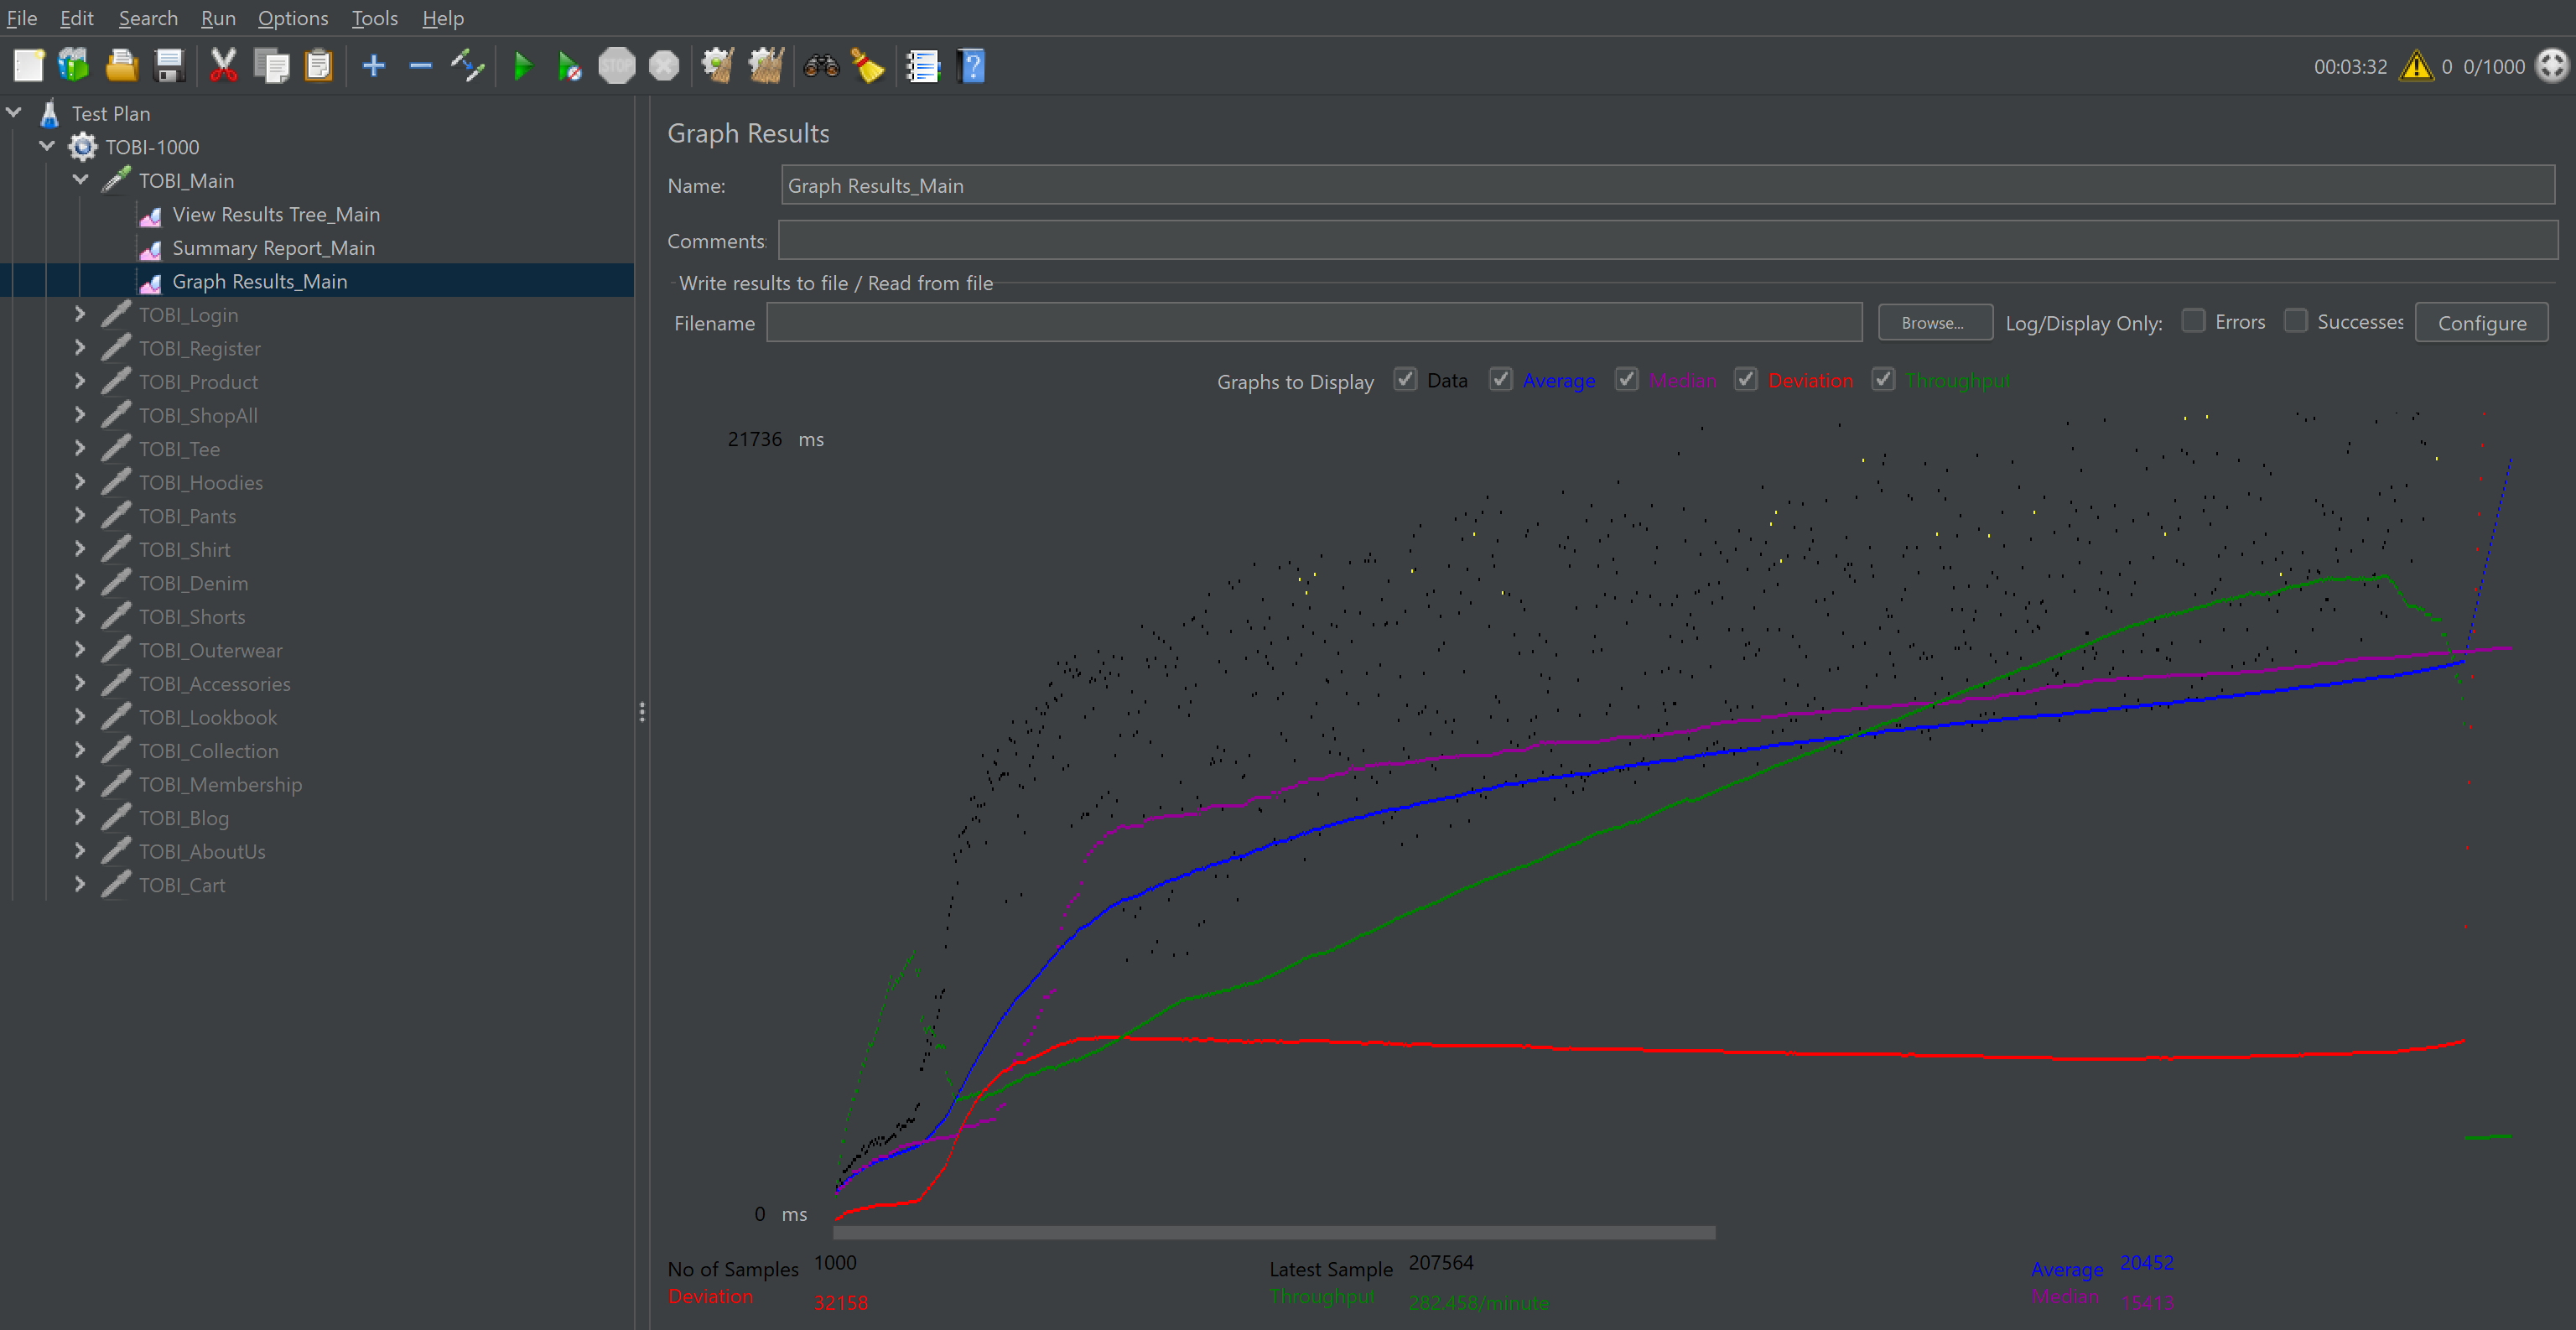 File Edit Search Run Options Tools Help
STOP
00:03:32 0 0/1000
Test Plan
TOBI-1000
TOBI_Main
View Results Tree_Main
Summary Report_Main
Graph Results_Main
TOBI_Login
TOBI_Register
TOBI_Product
TOBI_ShopAll
TOBI_Tee
TOBI_Hoodies
TOBI_Pants
TOBI_Shirt
TOBI_Denim
TOBI_Shorts
TOBI_Outerwear
TOBI_Accessories
TOBI_Lookbook
TOBI_Collection
TOBI_Membership
TOBI_Blog
TOBI_AboutUs
TOBI_Cart
Graph Results
Name: Graph Results_Main
Comments:
Write results to file / Read from file
Filename Browse... Log/Display Only: Errors Successes Configure
Graphs to Display Data Average Median Deviation Throughput
21736 ms
0 ms
No of Samples 1000 Latest Sample 207564 Average 20452
Deviation 32158 Throughput 282.458/minute Median 15413